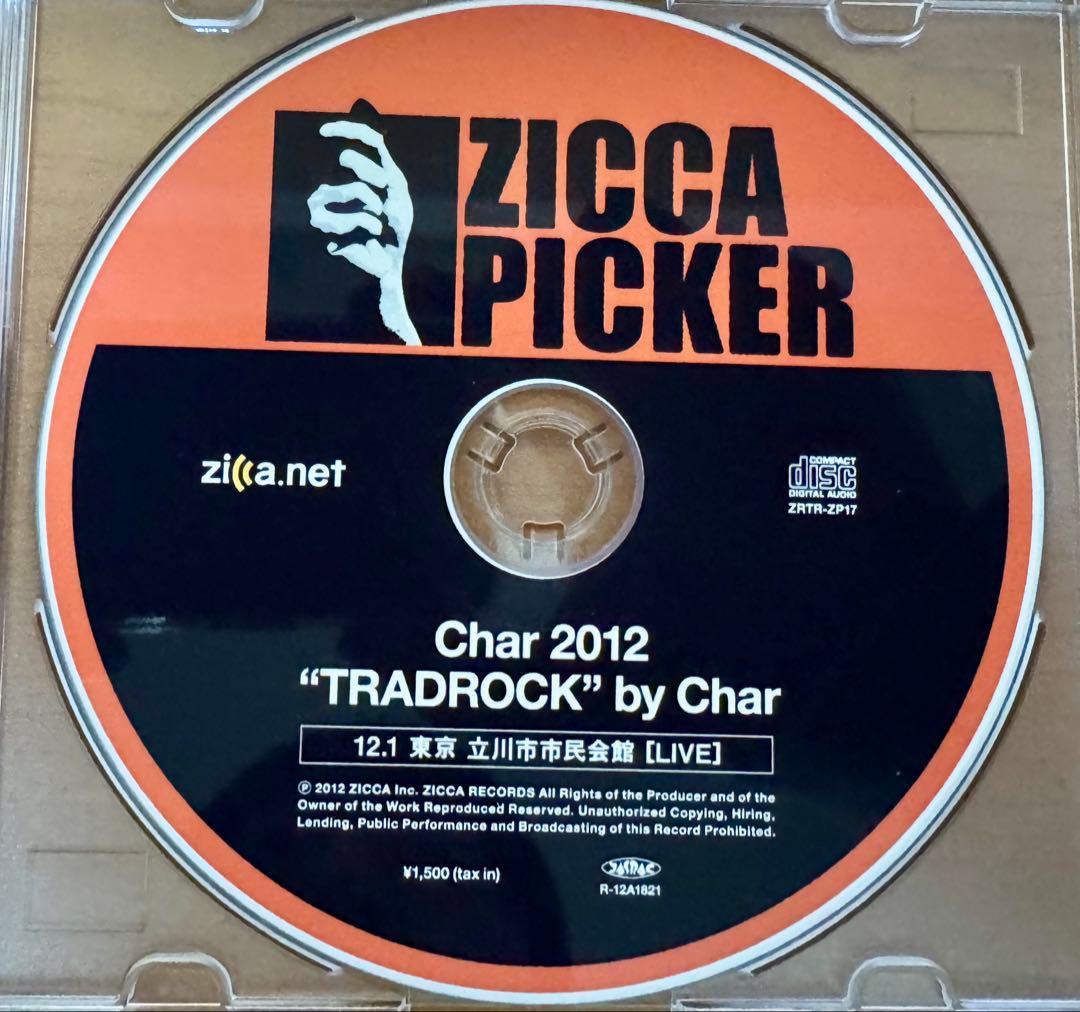 ZICCA
PICKER
zicca.net
COMPACT
disc
DIGITAL AUDIO
ZRTR-ZP17
Char 2012
“TRADROCK” by Char
12.1 東京 立川市市民会館 [LIVE]
Ⓟ 2012 ZICCA Inc. ZICCA RECORDS All Rights of the Producer and of the
Owner of the Work Reproduced Reserved. Unauthorized Copying, Hiring,
Lending, Public Performance and Broadcasting of this Record Prohibited.
¥1,500 (tax in)
JASRAC
R-12A1821